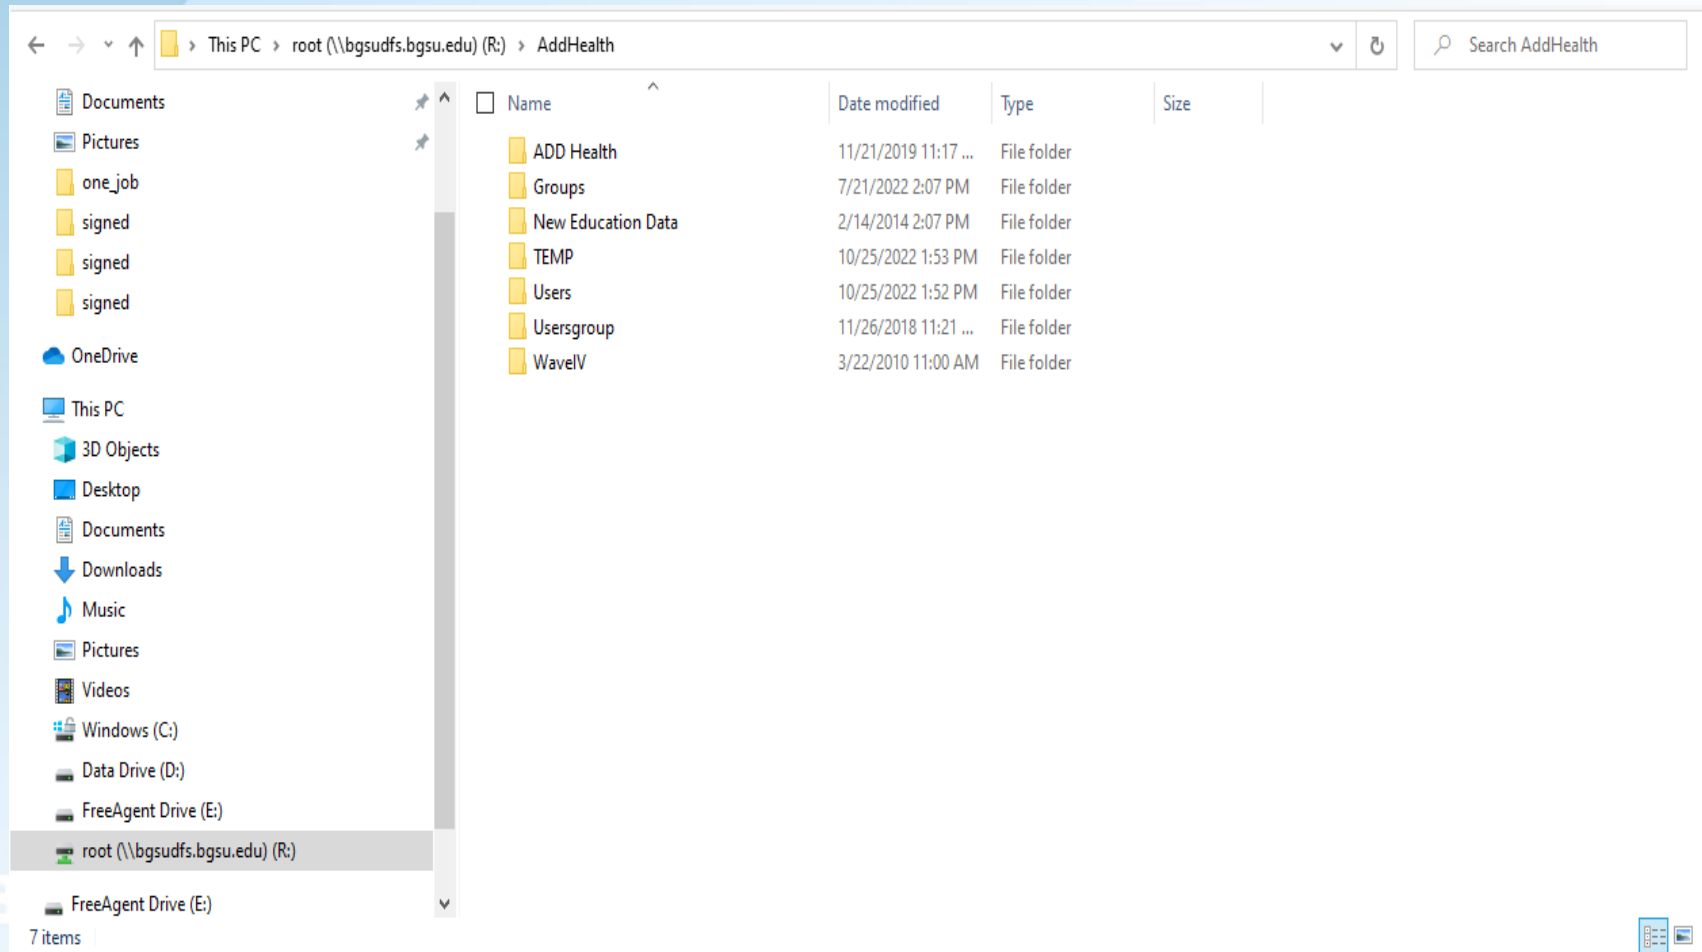 This PC > root (\\bgsudfs.bgsu.edu) (R:) > AddHealth
Search AddHealth
Documents
Pictures
one_job
signed
signed
signed
OneDrive
This PC
3D Objects
Desktop
Documents
Downloads
Music
Pictures
Videos
Windows (C:)
Data Drive (D:)
FreeAgent Drive (E:)
root (\\bgsudfs.bgsu.edu) (R:)
FreeAgent Drive (E:)
Name Date modified Type Size
ADD Health 11/21/2019 11:17 ... File folder
Groups 7/21/2022 2:07 PM File folder
New Education Data 2/14/2014 2:07 PM File folder
TEMP 10/25/2022 1:53 PM File folder
Users 10/25/2022 1:52 PM File folder
Usersgroup 11/26/2018 11:21 ... File folder
WaveIV 3/22/2010 11:00 AM File folder
7 items